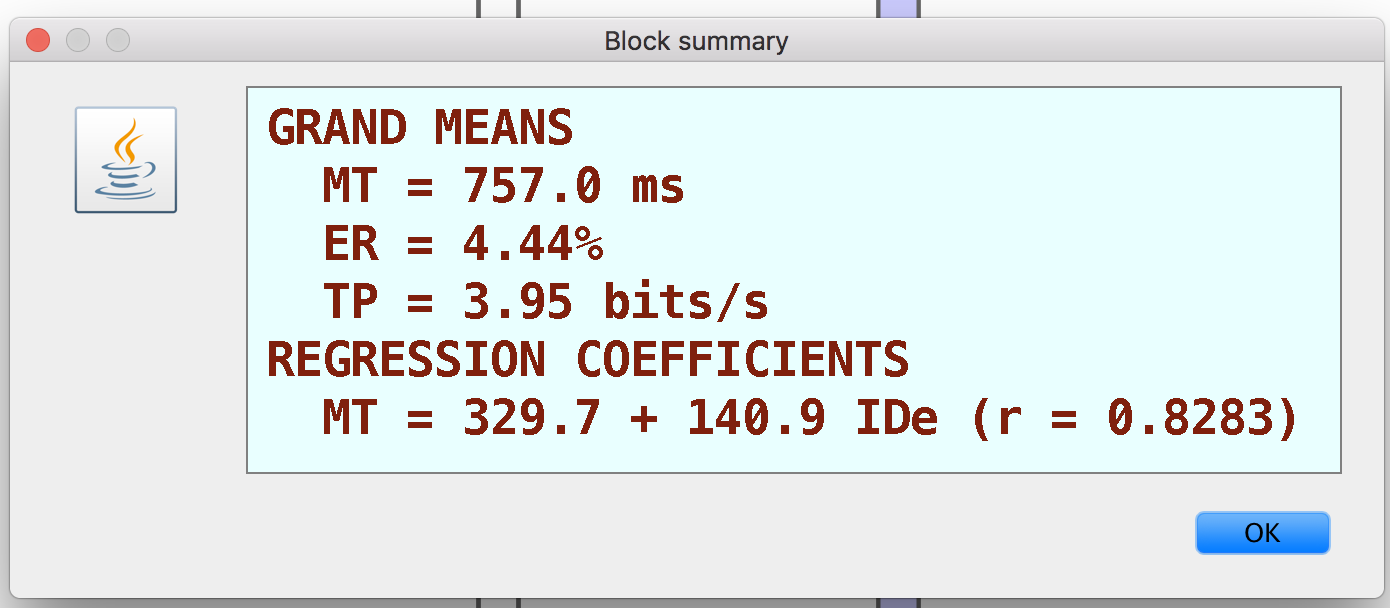 Block summary
GRAND MEANS
MT = 757.0 ms
ER = 4.44%
TP = 3.95 bits/s
REGRESSION COEFFICIENTS
MT = 329.7 + 140.9 IDe (r = 0.8283)
OK